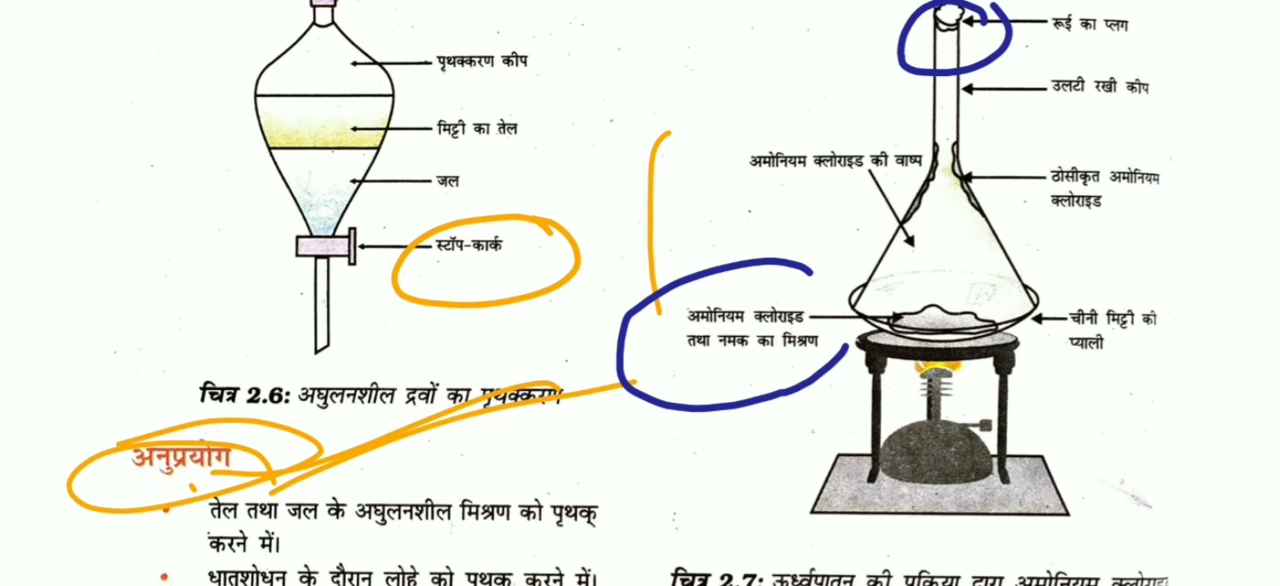 पृथक्करण कीप
मिट्टी का तेल
जल
स्टॉप-कार्क
चित्र 2.6: अघुलनशील द्रवों का पृथक्करण
अनुप्रयोग
• तेल तथा जल के अघुलनशील मिश्रण को पृथक्
करने में।
• धातुशोधन के दौरान लोहे को पृथक् करने में।
रूई का प्लग
उलटी रखी कीप
अमोनियम क्लोराइड की वाष्प
ठोसीकृत अमोनियम
क्लोराइड
अमोनियम क्लोराइड
तथा नमक का मिश्रण
चीनी मिट्टी की
प्याली
चित्र 2.7: ऊर्ध्वपातन की प्रक्रिया द्वारा अमोनियम क्लोराइड